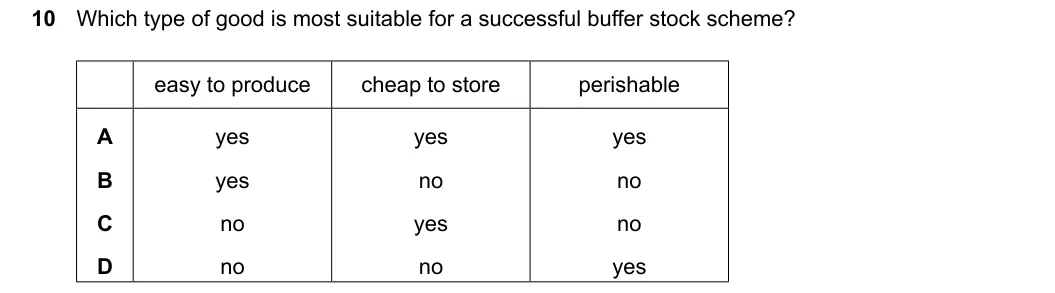 10 Which type of good is most suitable for a successful buffer stock scheme?
easy to produce cheap to store perishable
A yes yes yes
B yes no no
C no yes no
D no no yes